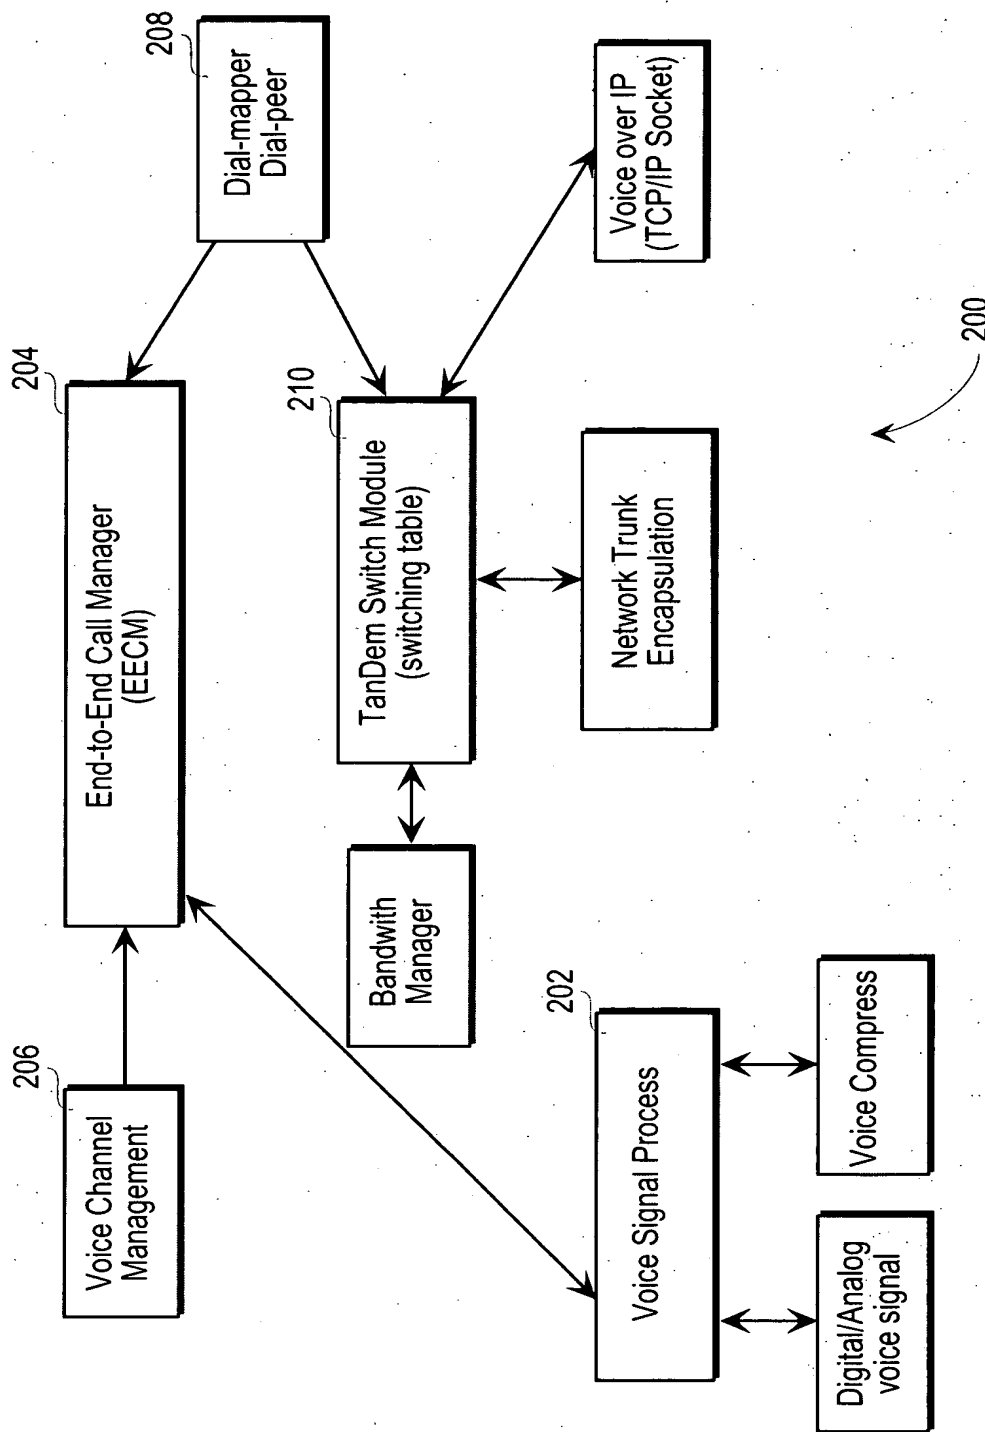 206
Voice Channel
Management
204
End-to-End Call Manager
(EECM)
208
Dial-mapper
Dial-peer
210
TanDem Switch Module
(switching table)
Bandwith
Manager
Network Trunk
Encapsulation
Voice over IP
(TCP/IP Socket)
202
Voice Signal Process
Digital/Analog
voice signal
Voice Compress
200